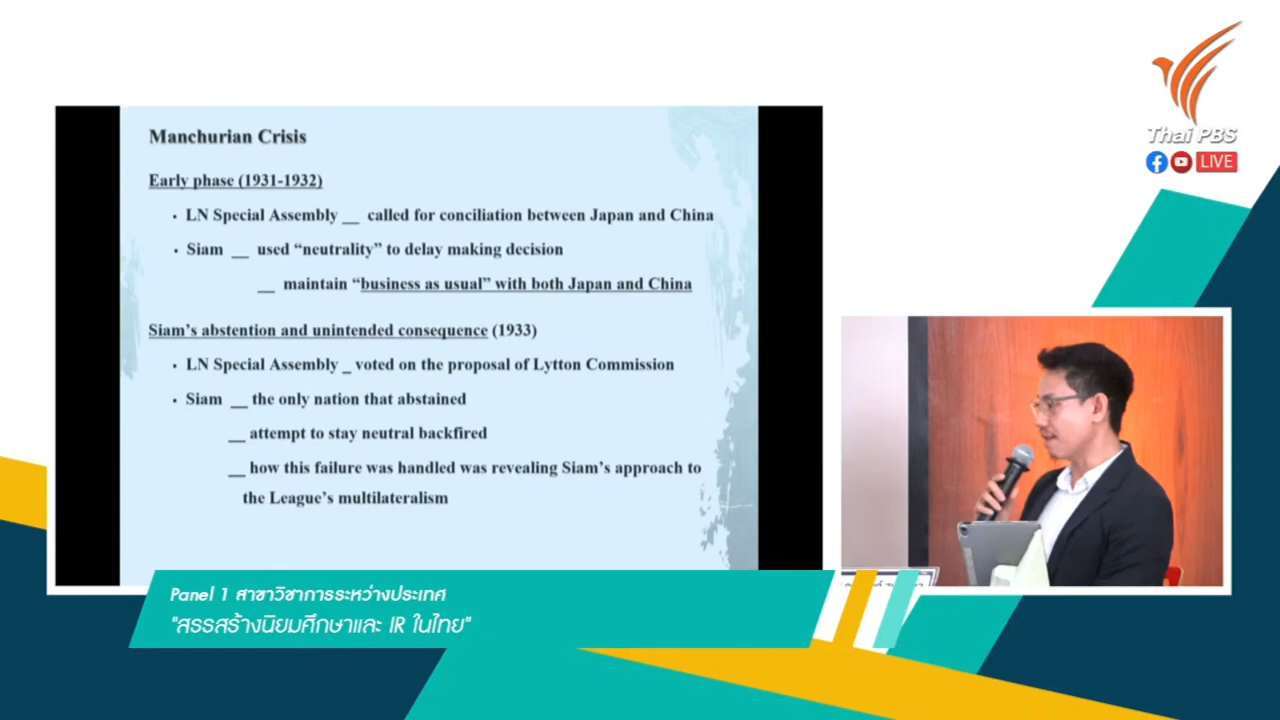 Thai PBS
LIVE
Manchurian Crisis
Early phase (1931-1932)
• LN Special Assembly __ called for conciliation between Japan and China
• Siam __ used “neutrality” to delay making decision
__ maintain “business as usual” with both Japan and China
Siam’s abstention and unintended consequence (1933)
• LN Special Assembly _ voted on the proposal of Lytton Commission
• Siam __ the only nation that abstained
__ attempt to stay neutral backfired
__ how this failure was handled was revealing Siam’s approach to
the League’s multilateralism
Panel 1 สาขาวิชาการระหว่างประเทศ
"สรรสร้างนิยมศึกษาและ IR ในไทย"